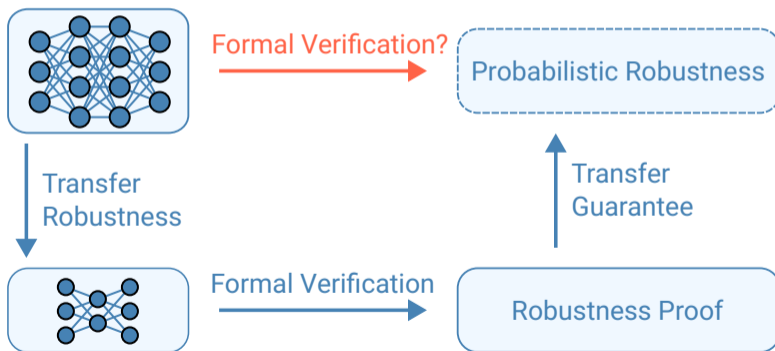 Formal Verification?
Probabilistic Robustness
Transfer
Robustness
Transfer
Guarantee
Formal Verification
Robustness Proof